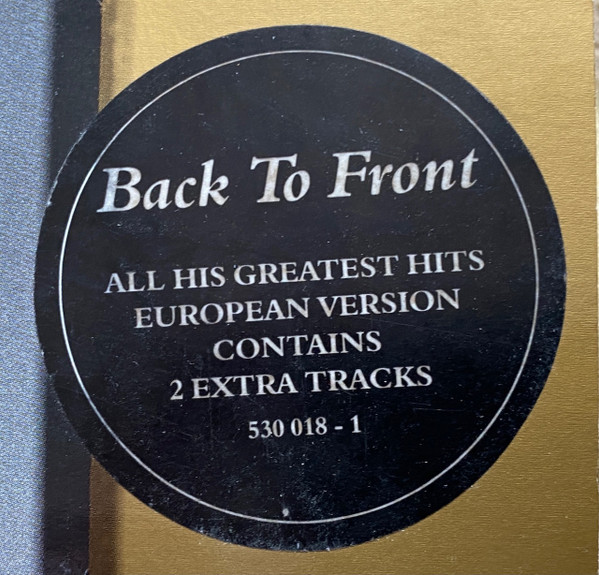 Back To Front
ALL HIS GREATEST HITS
EUROPEAN VERSION
CONTAINS
2 EXTRA TRACKS
530 018 - 1